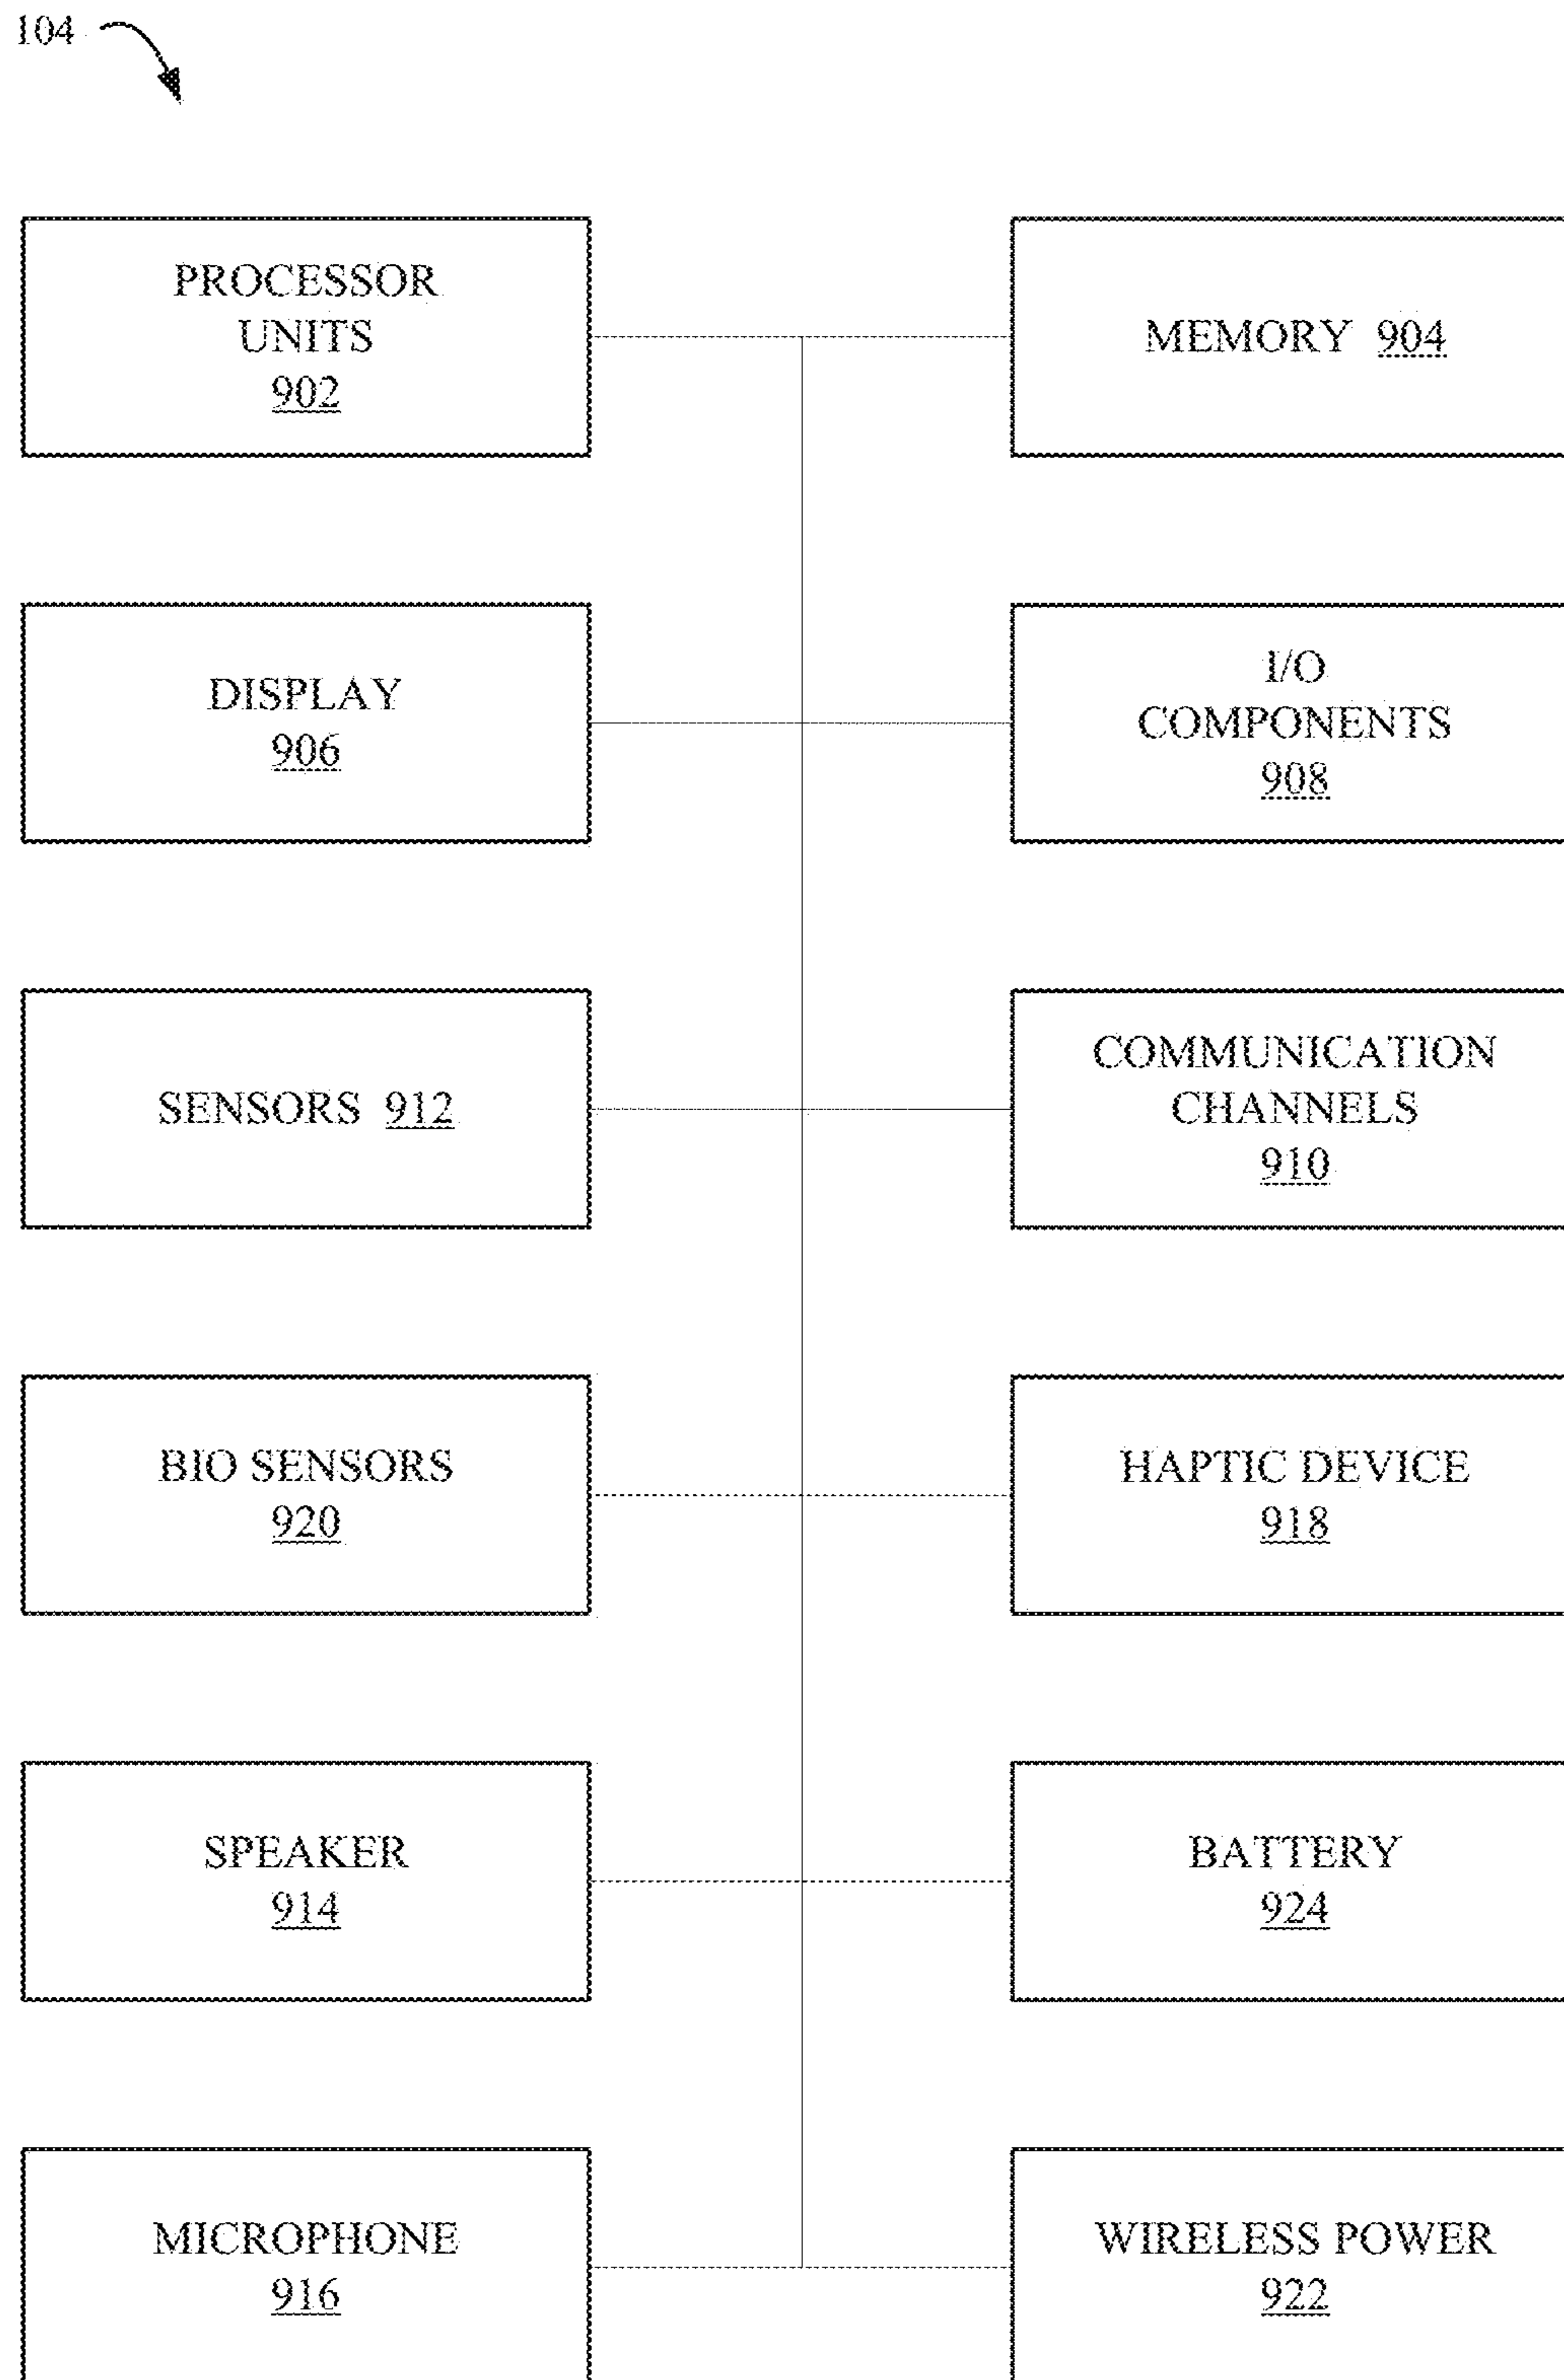 104
PROCESSOR
UNITS
902
MEMORY 904
DISPLAY
906
I/O
COMPONENTS
908
SENSORS 912
COMMUNICATION
CHANNELS
910
BIO SENSORS
920
HAPTIC DEVICE
918
SPEAKER
914
BATTERY
924
MICROPHONE
916
WIRELESS POWER
922